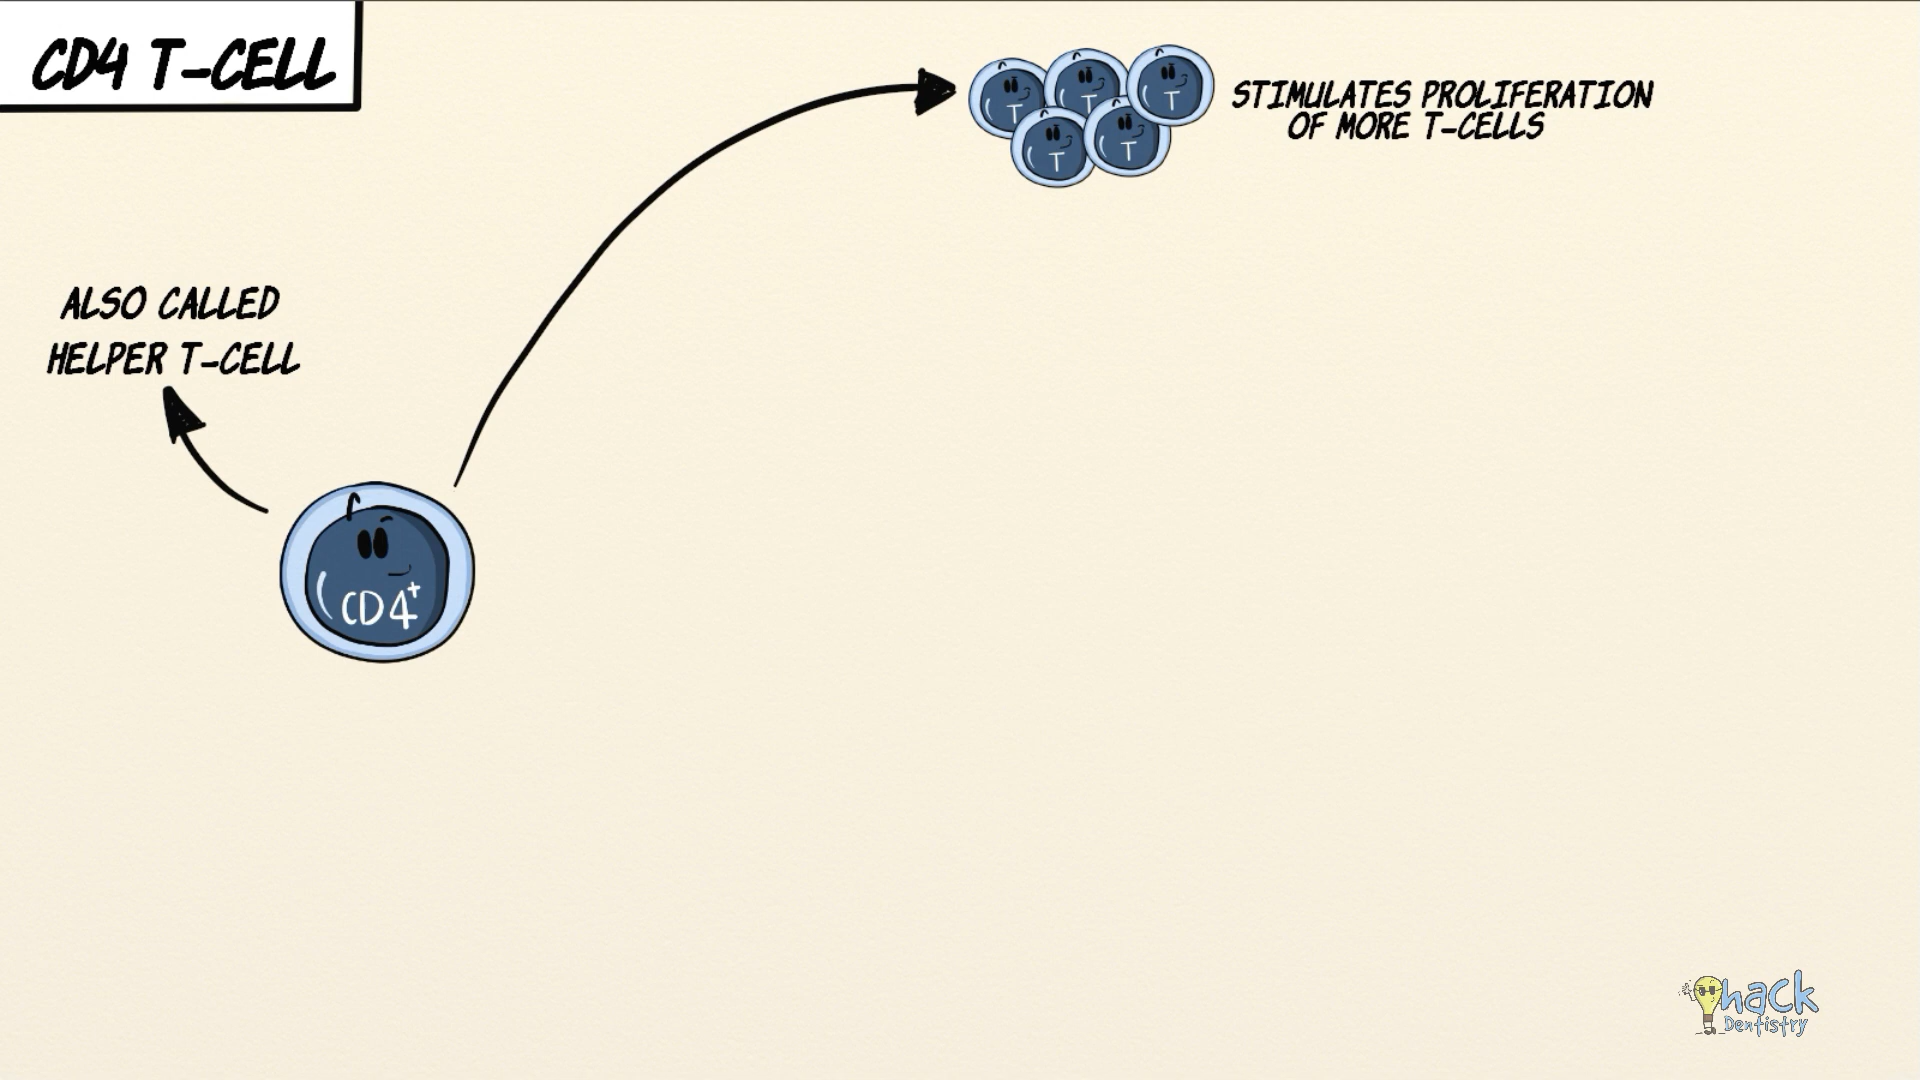 CD4 T-CELL
STIMULATES PROLIFERATION
OF MORE T-CELLS
T
T
T
T
T
ALSO CALLED
HELPER T-CELL
CD4+
hack
Dentistry